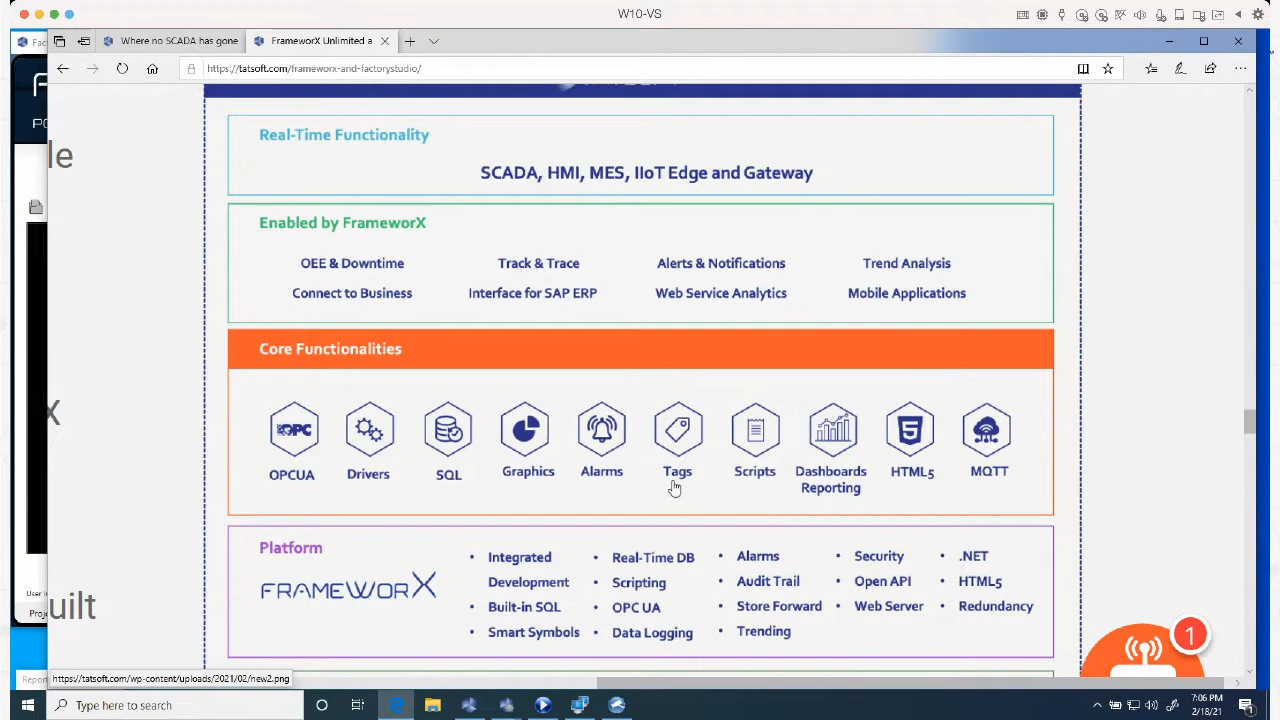 W10-VS
Where no SCADA has gone
FrameworX Unlimited a
https://tatsoft.com/frameworx-and-factorystudio/
Real-Time Functionality
SCADA, HMI, MES, IIoT Edge and Gateway
Enabled by FrameworX
OEE & Downtime
Track & Trace
Alerts & Notifications
Trend Analysis
Connect to Business
Interface for SAP ERP
Web Service Analytics
Mobile Applications
Core Functionalities
OPC
OPCUA
Drivers
SQL
Graphics
Alarms
Tags
Scripts
Dashboards
Reporting
HTML5
MQTT
Platform
FRAMEWORX
• Integrated
Development
• Built-in SQL
• Smart Symbols
• Real-Time DB
• Scripting
• OPC UA
• Data Logging
• Alarms
• Audit Trail
• Store Forward
• Trending
• Security
• Open API
• Web Server
• .NET
• HTML5
• Redundancy
le
X
uilt
1
User In
Proj
Report
https://tatsoft.com/wp-content/uploads/2021/02/new2.png
Type here to search
7:06 PM
2/18/21